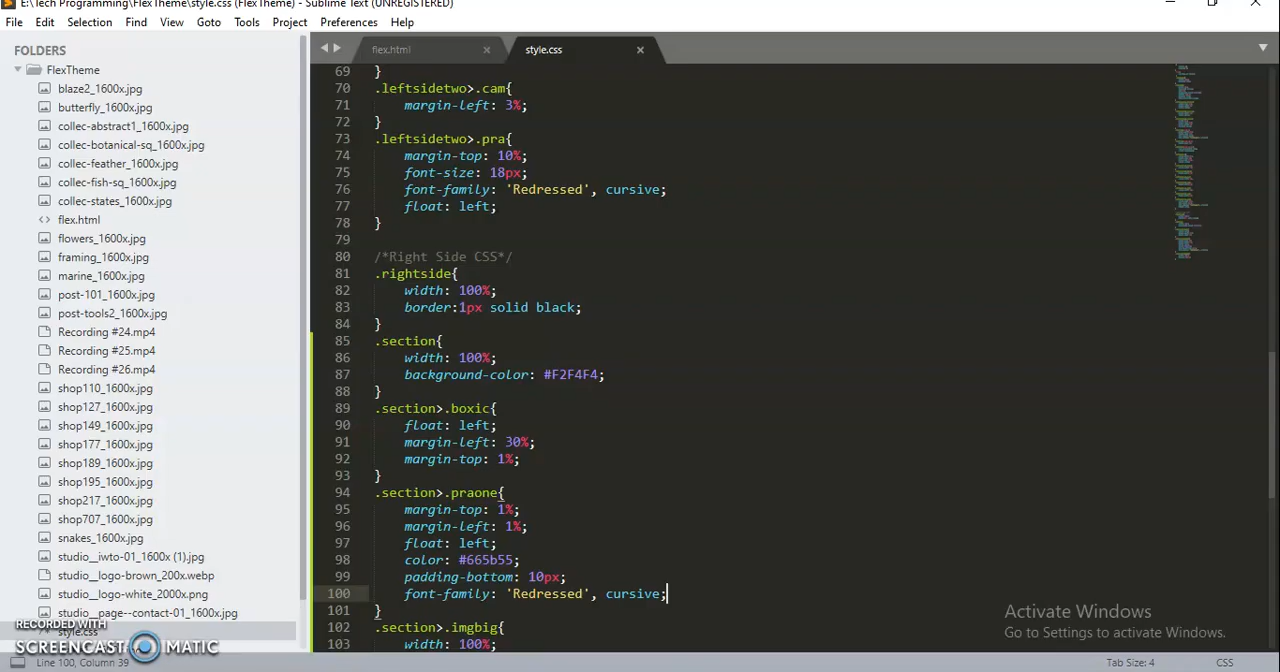 E:\Tech Programming\FlexTheme\style.css (FlexTheme) - Sublime Text (UNREGISTERED)
File Edit Selection Find View Goto Tools Project Preferences Help
FOLDERS
FlexTheme
blaze2_1600x.jpg
butterfly_1600x.jpg
collec-abstract1_1600x.jpg
collec-botanical-sq_1600x.jpg
collec-feather_1600x.jpg
collec-fish-sq_1600x.jpg
collec-states_1600x.jpg
<> flex.html
flowers_1600x.jpg
framing_1600x.jpg
marine_1600x.jpg
post-101_1600x.jpg
post-tools2_1600x.jpg
Recording #24.mp4
Recording #25.mp4
Recording #26.mp4
shop110_1600x.jpg
shop127_1600x.jpg
shop149_1600x.jpg
shop177_1600x.jpg
shop189_1600x.jpg
shop195_1600x.jpg
shop217_1600x.jpg
shop707_1600x.jpg
snakes_1600x.jpg
studio__iwto-01_1600x (1).jpg
studio__logo-brown_200x.webp
studio__logo-white_2000x.png
studio__page--contact-01_1600x.jpg
/* style.css
flex.html × style.css ×
69 }
70 .leftsidetwo>.cam{
71 margin-left: 3%;
72 }
73 .leftsidetwo>.pra{
74 margin-top: 10%;
75 font-size: 18px;
76 font-family: 'Redressed', cursive;
77 float: left;
78 }
79
80 /*Right Side CSS*/
81 .rightside{
82 width: 100%;
83 border:1px solid black;
84 }
85 .section{
86 width: 100%;
87 background-color: #F2F4F4;
88 }
89 .section>.boxic{
90 float: left;
91 margin-left: 30%;
92 margin-top: 1%;
93 }
94 .section>.praone{
95 margin-top: 1%;
96 margin-left: 1%;
97 float: left;
98 color: #665b55;
99 padding-bottom: 10px;
100 font-family: 'Redressed', cursive;
101 }
102 .section>.imgbig{
103 width: 100%;
Activate Windows
Go to Settings to activate Windows.
RECORDED WITH
SCREENCAST MATIC
Line 100, Column 39
Tab Size: 4
CSS